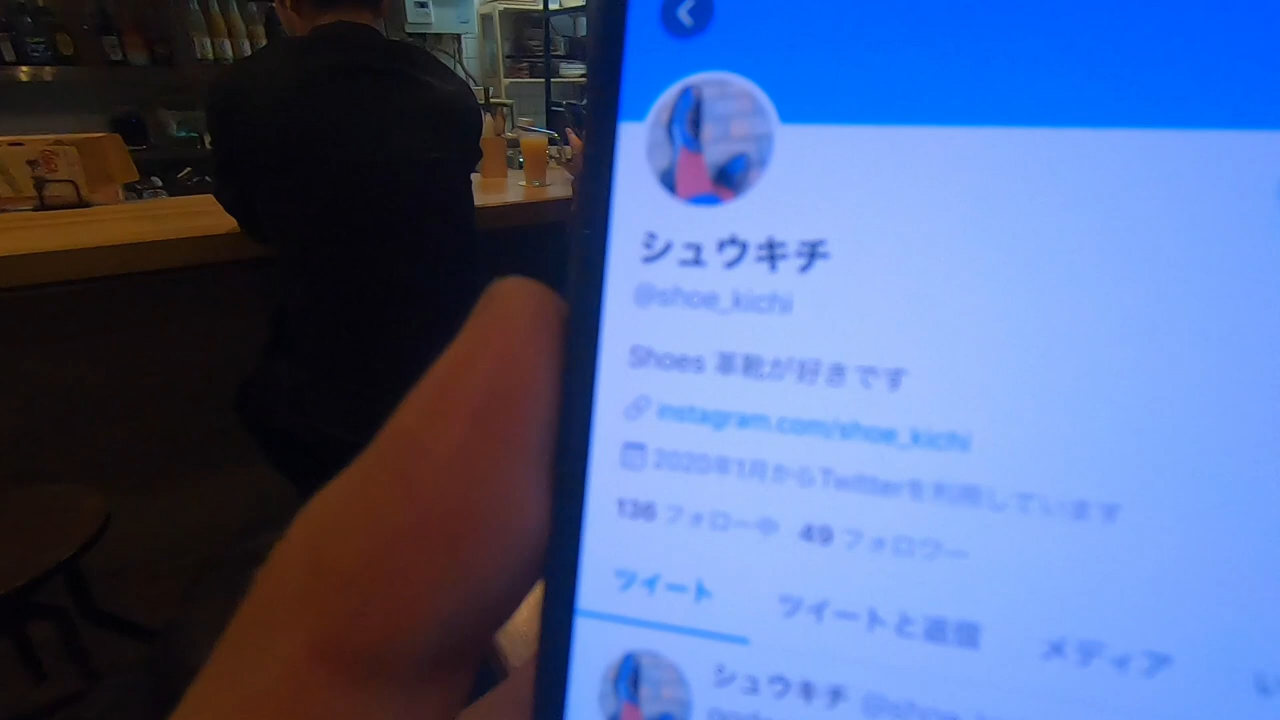 シュウキチ
@shoe_kichi
Shoes 革靴が好きです
instagram.com/shoe_kichi
2020年1月からTwitterを利用しています
136 フォロー中 49 フォロワー
ツイート ツイートと返信 メディア い
シュウキチ